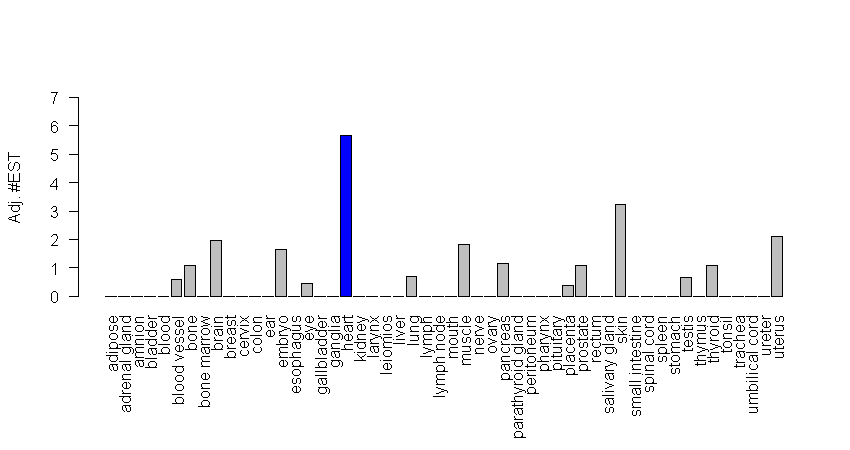 Adj. #EST
7
6
5
4
3
2
1
0
adipose
adrenal gland
amnion
bladder
blood
blood vessel
bone
bone marrow
brain
breast
cervix
colon
ear
embryo
esophagus
eye
gallbladder
ganglia
heart
kidney
larynx
leiomios
liver
lung
lymph
lymph node
mouth
muscle
nerve
ovary
pancreas
parathyroid gland
peritoneum
pharynx
pituitary
placenta
prostate
rectum
salivary gland
skin
small intestine
spinal cord
spleen
stomach
testis
thymus
thyroid
tonsil
trachea
umbilical cord
ureter
uterus